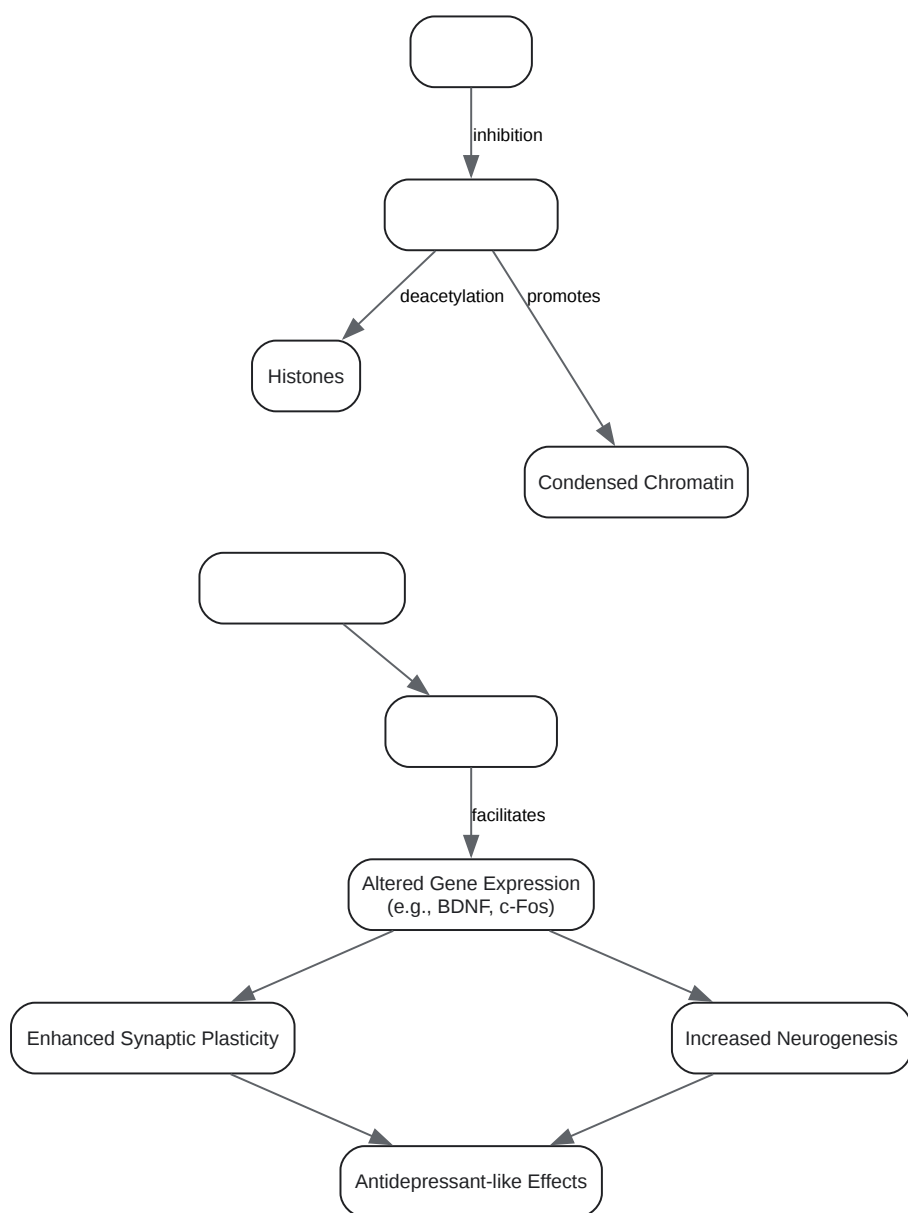 inhibition
deacetylation
promotes
Histones
Condensed Chromatin
facilitates
Altered Gene Expression
(e.g., BDNF, c-Fos)
Enhanced Synaptic Plasticity
Increased Neurogenesis
Antidepressant-like Effects